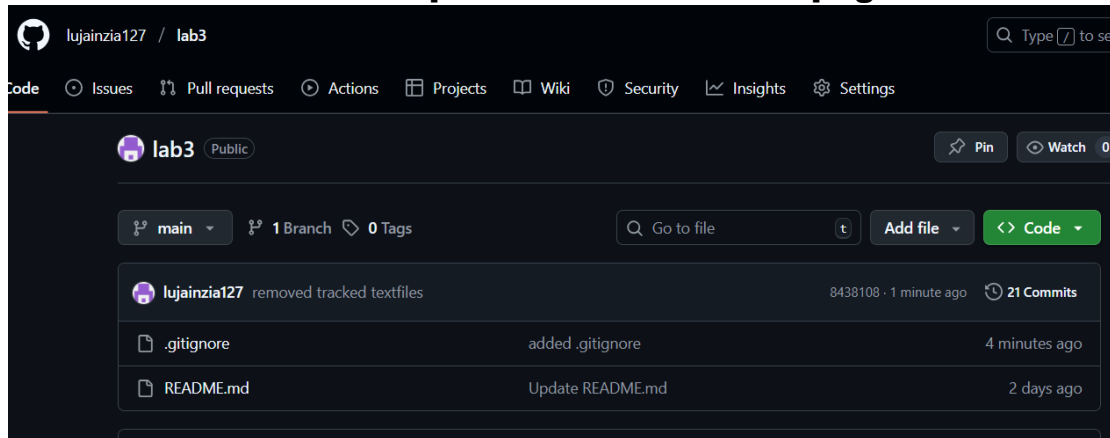 lujainzia127 / lab3 Type / to se
Code Issues Pull requests Actions Projects Wiki Security Insights Settings
lab3 Public Pin Watch 0
main 1 Branch 0 Tags Go to file t Add file Code
lujainzia127 removed tracked textfiles 8438108 · 1 minute ago 21 Commits
.gitignore added .gitignore 4 minutes ago
README.md Update README.md 2 days ago